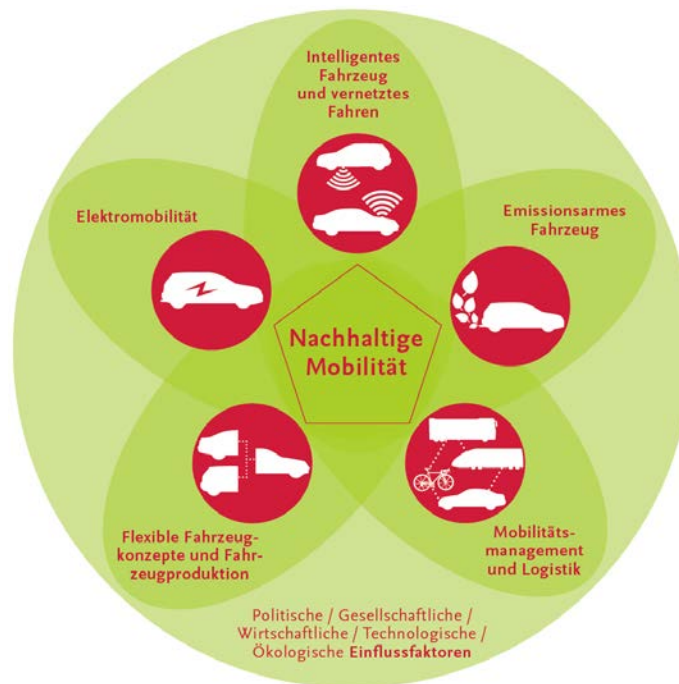 Intelligentes
Fahrzeug
und vernetztes
Fahren
Elektromobilität
Emissionsarmes
Fahrzeug
Nachhaltige
Mobilität
Flexible Fahrzeug-
konzepte und Fahr-
zeugproduktion
Mobilitäts-
management
und Logistik
Politische / Gesellschaftliche /
Wirtschaftliche / Technologische /
Ökologische Einflussfaktoren